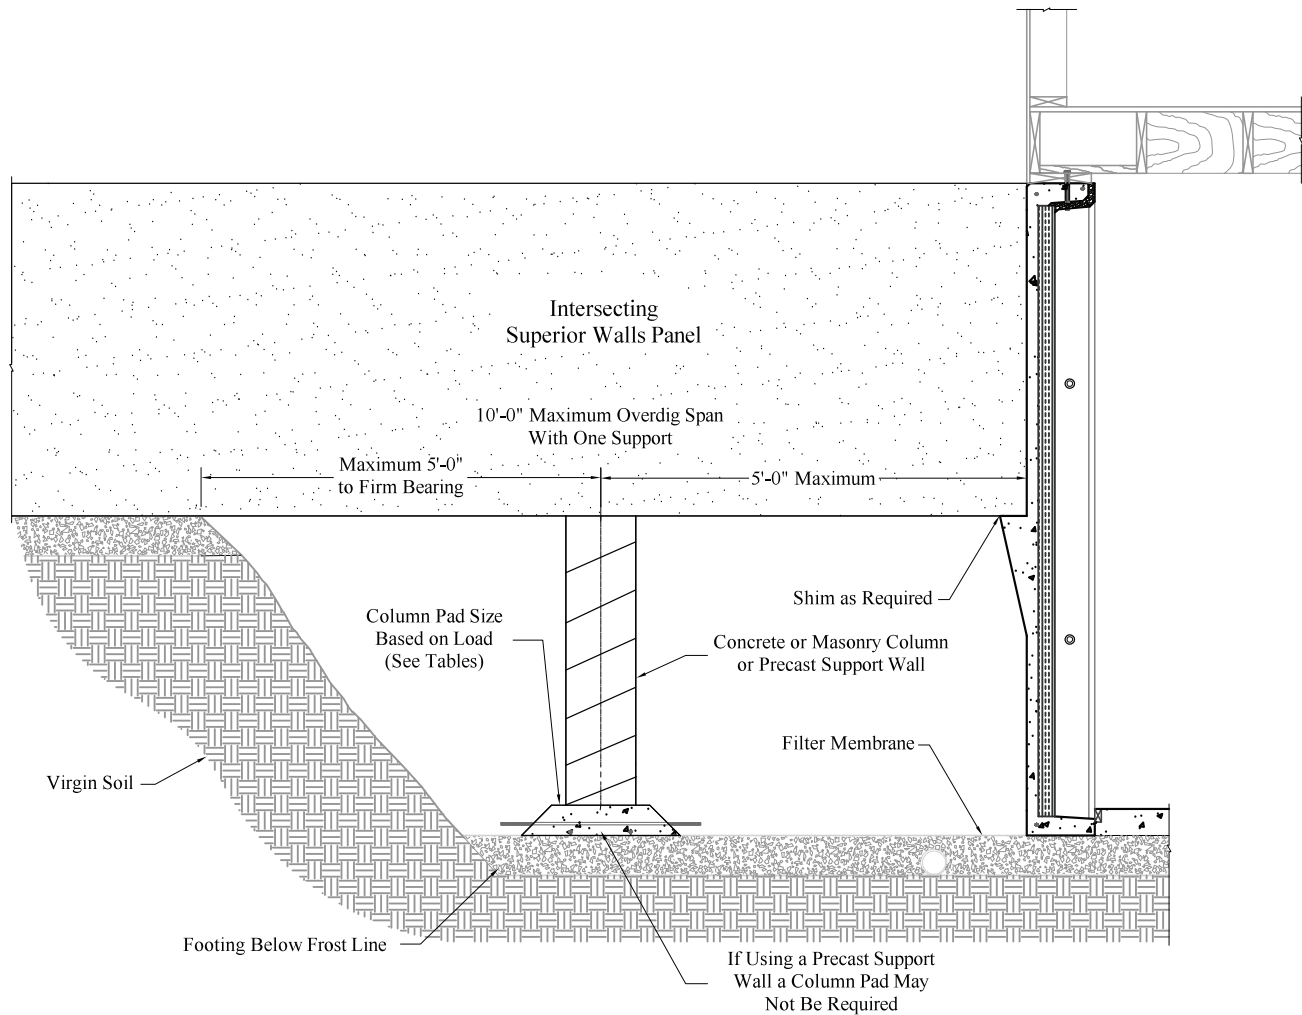 Intersecting
Superior Walls Panel
10'-0" Maximum Overdig Span
With One Support
Maximum 5'-0"
to Firm Bearing
5'-0" Maximum
Shim as Required
Column Pad Size
Based on Load
(See Tables)
Concrete or Masonry Column
or Precast Support Wall
Filter Membrane
Virgin Soil
Footing Below Frost Line
If Using a Precast Support
Wall a Column Pad May
Not Be Required